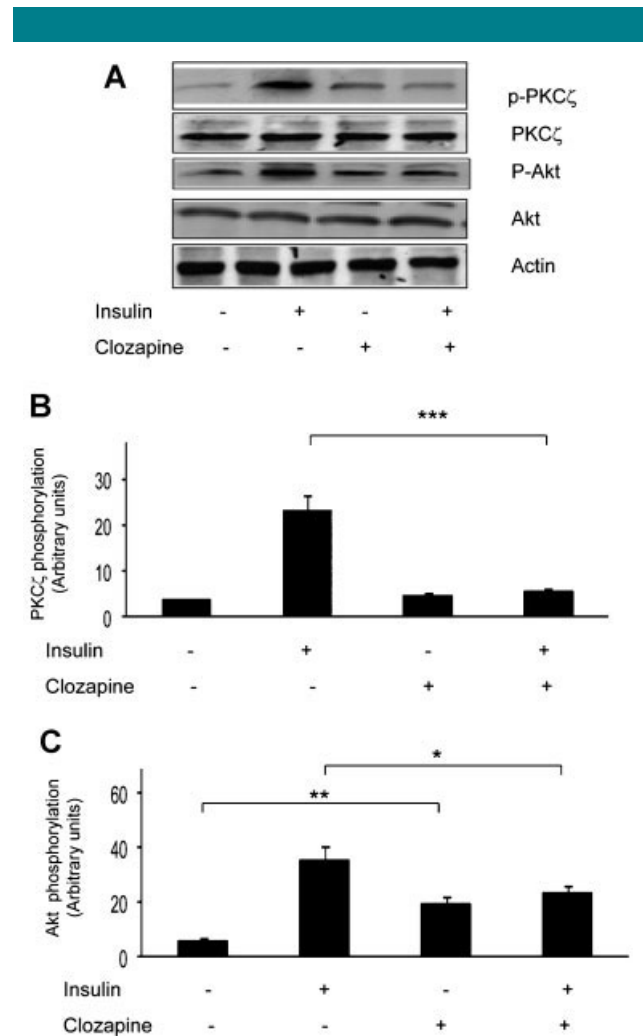 A
p-PKCζ
PKCζ
P-Akt
Akt
Actin
Insulin - + - +
Clozapine - - + +
B
***
PKCζ phosphorylation
(Arbitrary units)
30
20
10
0
Insulin - + - +
Clozapine - - + +
C
*
**
Akt phosphorylation
(Arbitrary units)
60
40
20
0
Insulin - + - +
Clozapine - - + +